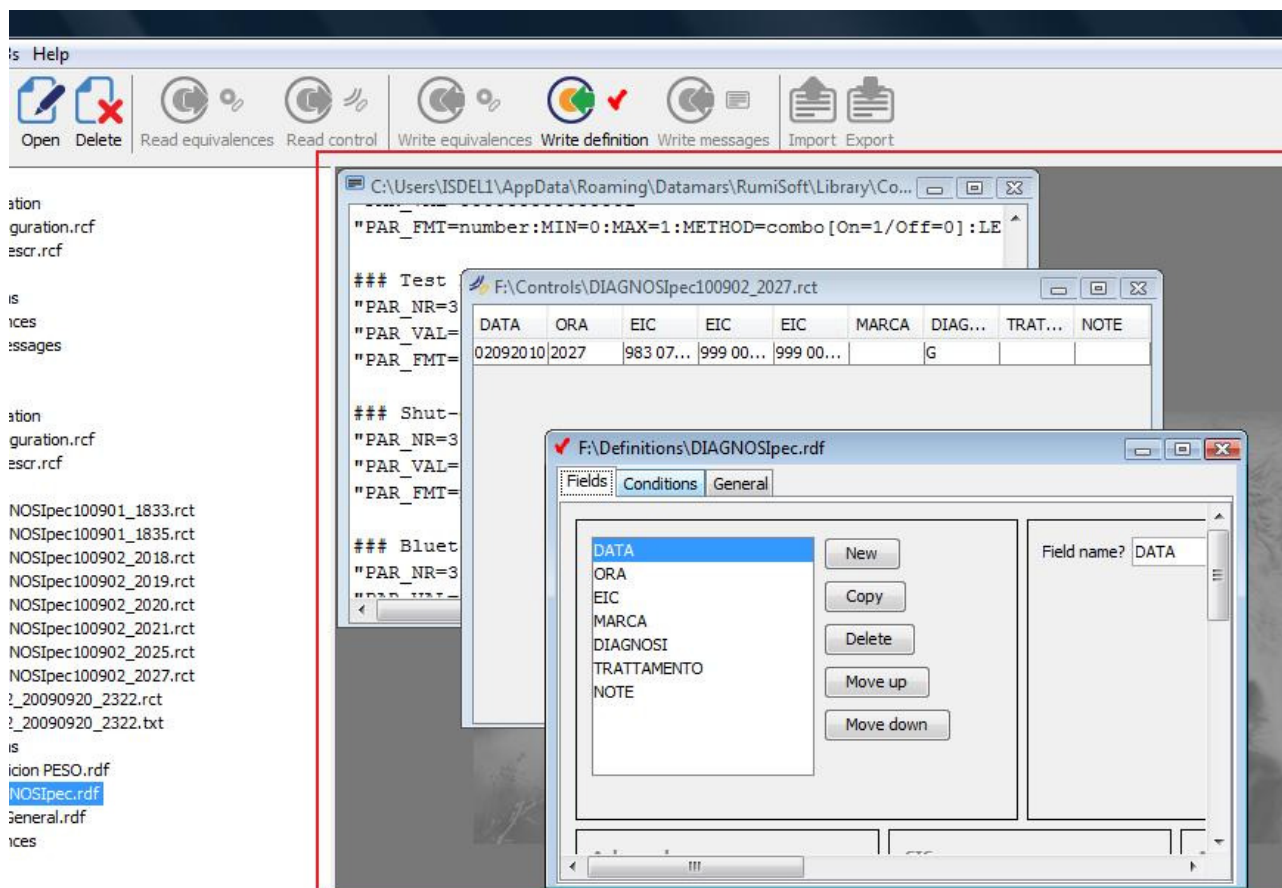 Help
Open Delete Read equivalences Read control Write equivalences Write definition Write messages Import Export
ation
guration.rcf
escr.rcf
ns
nces
essages
ation
guration.rcf
escr.rcf
NOSIpec100901_1833.rct
NOSIpec100901_1835.rct
NOSIpec100902_2018.rct
NOSIpec100902_2019.rct
NOSIpec100902_2020.rct
NOSIpec100902_2021.rct
NOSIpec100902_2025.rct
NOSIpec100902_2027.rct
2_20090920_2322.rct
2_20090920_2322.txt
ns
icion PESO.rdf
NOSIpec.rdf
General.rdf
nces
C:\Users\ISDEL1\AppData\Roaming\Datamars\RumiSoft\Library\Co...
"PAR_FMT=number:MIN=0:MAX=1:METHOD=combo[On=1/Off=0]:LE
### Test
"PAR_NR=3
"PAR_VAL=
"PAR_FMT=
### Shut-
"PAR_NR=3
"PAR_VAL=
"PAR_FMT=
### Bluet
"PAR_NR=3
"PAR_VAL=
F:\Controls\DIAGNOSIpec100902_2027.rct
DATA ORA EIC EIC EIC MARCA DIAG... TRAT... NOTE
02092010 2027 983 07... 999 00... 999 00... G
F:\Definitions\DIAGNOSIpec.rdf
Fields Conditions General
DATA
ORA
EIC
MARCA
DIAGNOSI
TRATTAMENTO
NOTE
New
Copy
Delete
Move up
Move down
Field name? DATA